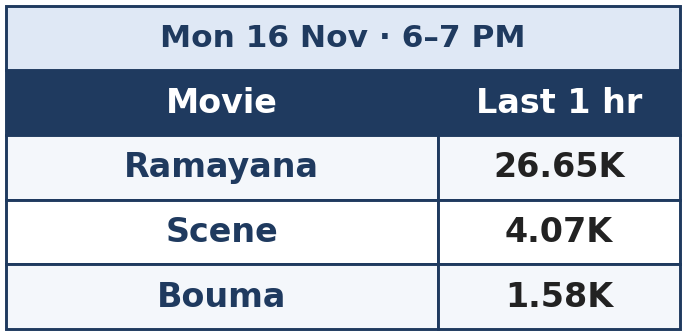 Mon 16 Nov · 6–7 PM
Movie Last 1 hr
Ramayana 26.65K
Scene 4.07K
Bouma 1.58K